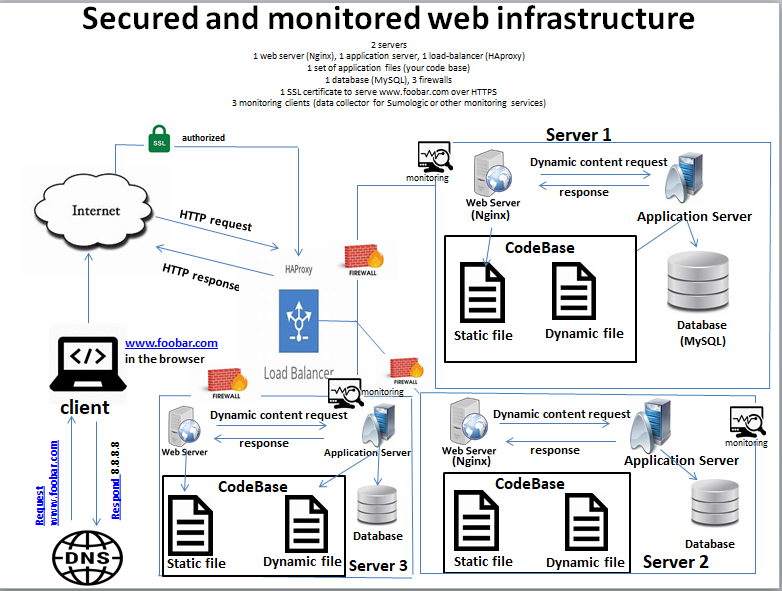 Secured and monitored web infrastructure
2 servers
1 web server (Nginx), 1 application server, 1 load-balancer (HAproxy)
1 set of application files (your code base)
1 database (MySQL), 3 firewalls
1 SSL certificate to serve www.foobar.com over HTTPS
3 monitoring clients (data collector for Sumologic or other monitoring services)
SSL
authorized
Internet
HTTP request
HTTP response
HAProxy
Load Balancer
FIREWALL
www.foobar.com
in the browser
</>
client
Request
www.foobar.com
Respond 8.8.8.8
DNS
Server 1
monitoring
Web Server
(Nginx)
Dynamic content request
response
Application Server
CodeBase
Static file
Dynamic file
Database
(MySQL)
FIREWALL
FIREWALL
monitoring
Web Server
Dynamic content request
response
Application Server
CodeBase
Static file
Dynamic file
Database
Server 3
Web Server
(Nginx)
Dynamic content request
response
Application Server
monitoring
CodeBase
Static file
Dynamic file
Database
Server 2